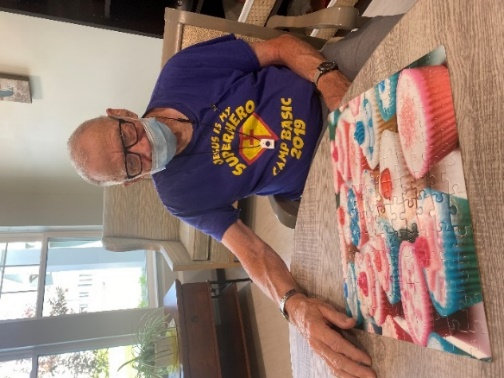 JESUS IS MY
SUPERHERO
CAMP BASIC
2019